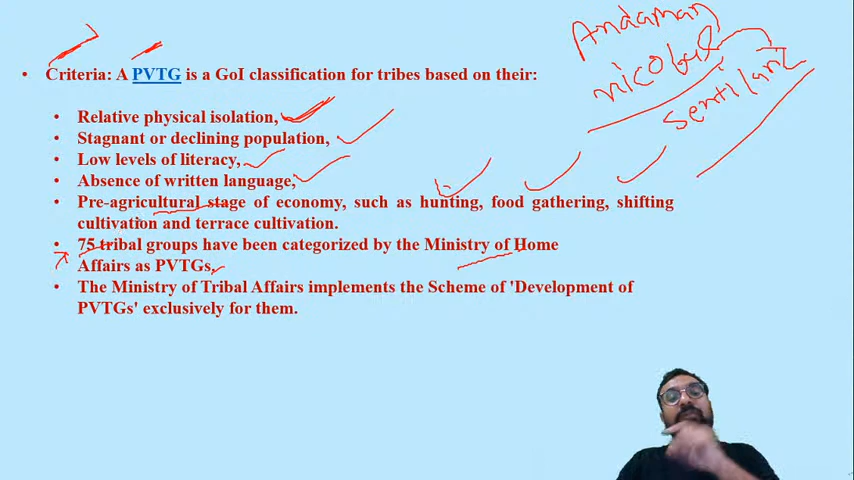 Andaman
nicobar
Sentilanz
• Criteria: A PVTG is a GoI classification for tribes based on their:
• Relative physical isolation,
• Stagnant or declining population,
• Low levels of literacy,
• Absence of written language,
• Pre-agricultural stage of economy, such as hunting, food gathering, shifting
cultivation and terrace cultivation.
• 75 tribal groups have been categorized by the Ministry of Home
Affairs as PVTGs,
• The Ministry of Tribal Affairs implements the Scheme of 'Development of
PVTGs' exclusively for them.